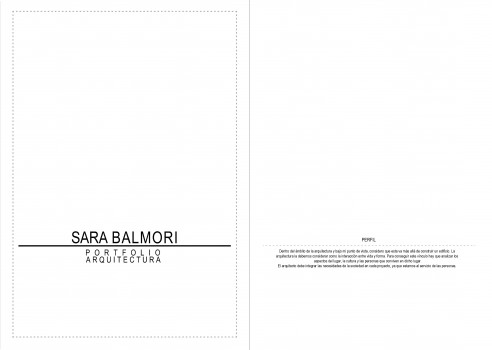 SARA BALMORI
PORTFOLIO
ARQUITECTURA
PERFIL
Dentro del ámbito de la arquitectura y bajo mi punto de vista, considero que esta va más allá de construir un edificio. La
arquitectura la debemos considerar como la interacción entre vida y forma. Para conseguir este vínculo hay que analizar los
aspectos del lugar, la cultura y las personas que conviven en dicho lugar.
El arquitecto debe integrar las necesidades de la sociedad en cada proyecto, ya que estamos al servicio de las personas.